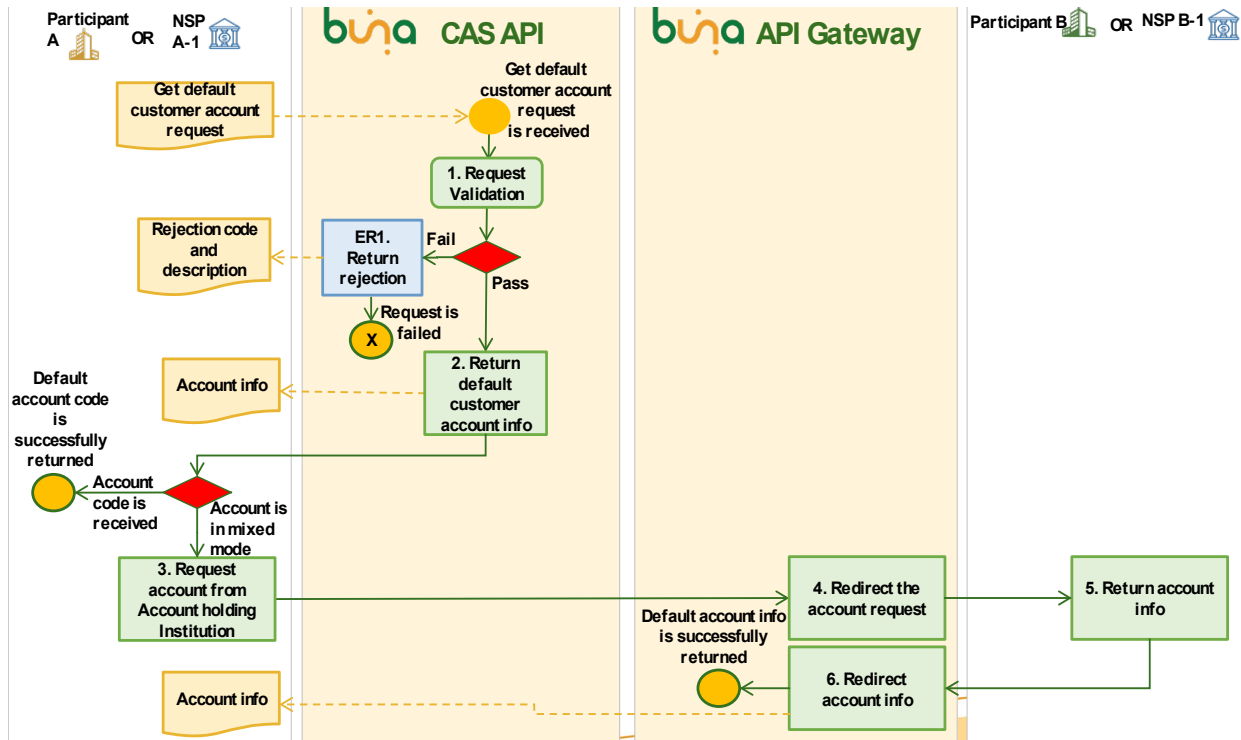 Participant
A
OR
NSP
A-1
buna CAS API
buna API Gateway
Participant B
OR
NSP B-1
Get default
customer account
request
Get default
customer account
request
is received
1. Request
Validation
Rejection code
and
description
ER1.
Return
rejection
Fail
Pass
Request is
failed
X
Account info
2. Return
default
customer
account info
Default
account code
is
successfully
returned
Account
code is
received
Account is
in mixed
mode
3. Request
account from
Account holding
Institution
4. Redirect the
account request
5. Return account
info
Default account info
is successfully
returned
6. Redirect
account info
Account info